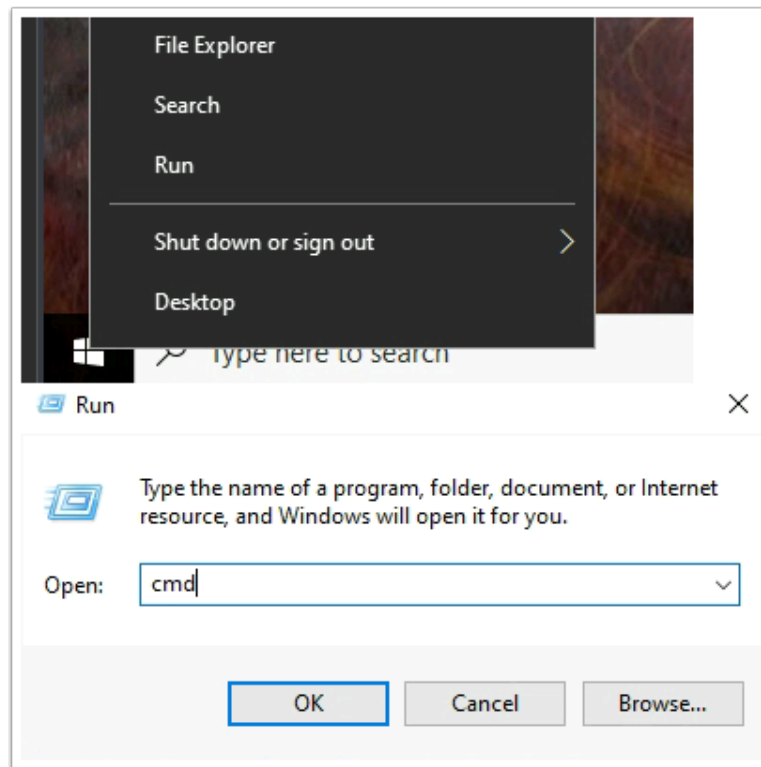 File Explorer
Search
Run
Shut down or sign out
Desktop
Type here to search
Run
Type the name of a program, folder, document, or Internet
resource, and Windows will open it for you.
Open: cmd
OK Cancel Browse...